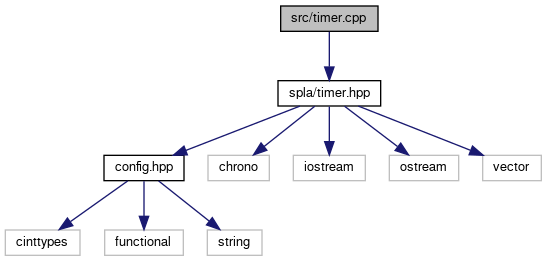 src/timer.cpp
spla/timer.hpp
config.hpp
chrono
iostream
ostream
vector
cinttypes
functional
string